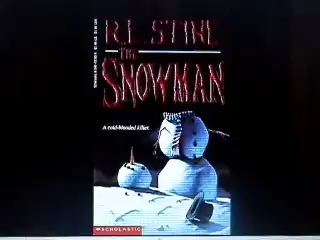 R.L. STINE
THE
SNOWMAN
A cold-blooded killer.
SCHOLASTIC